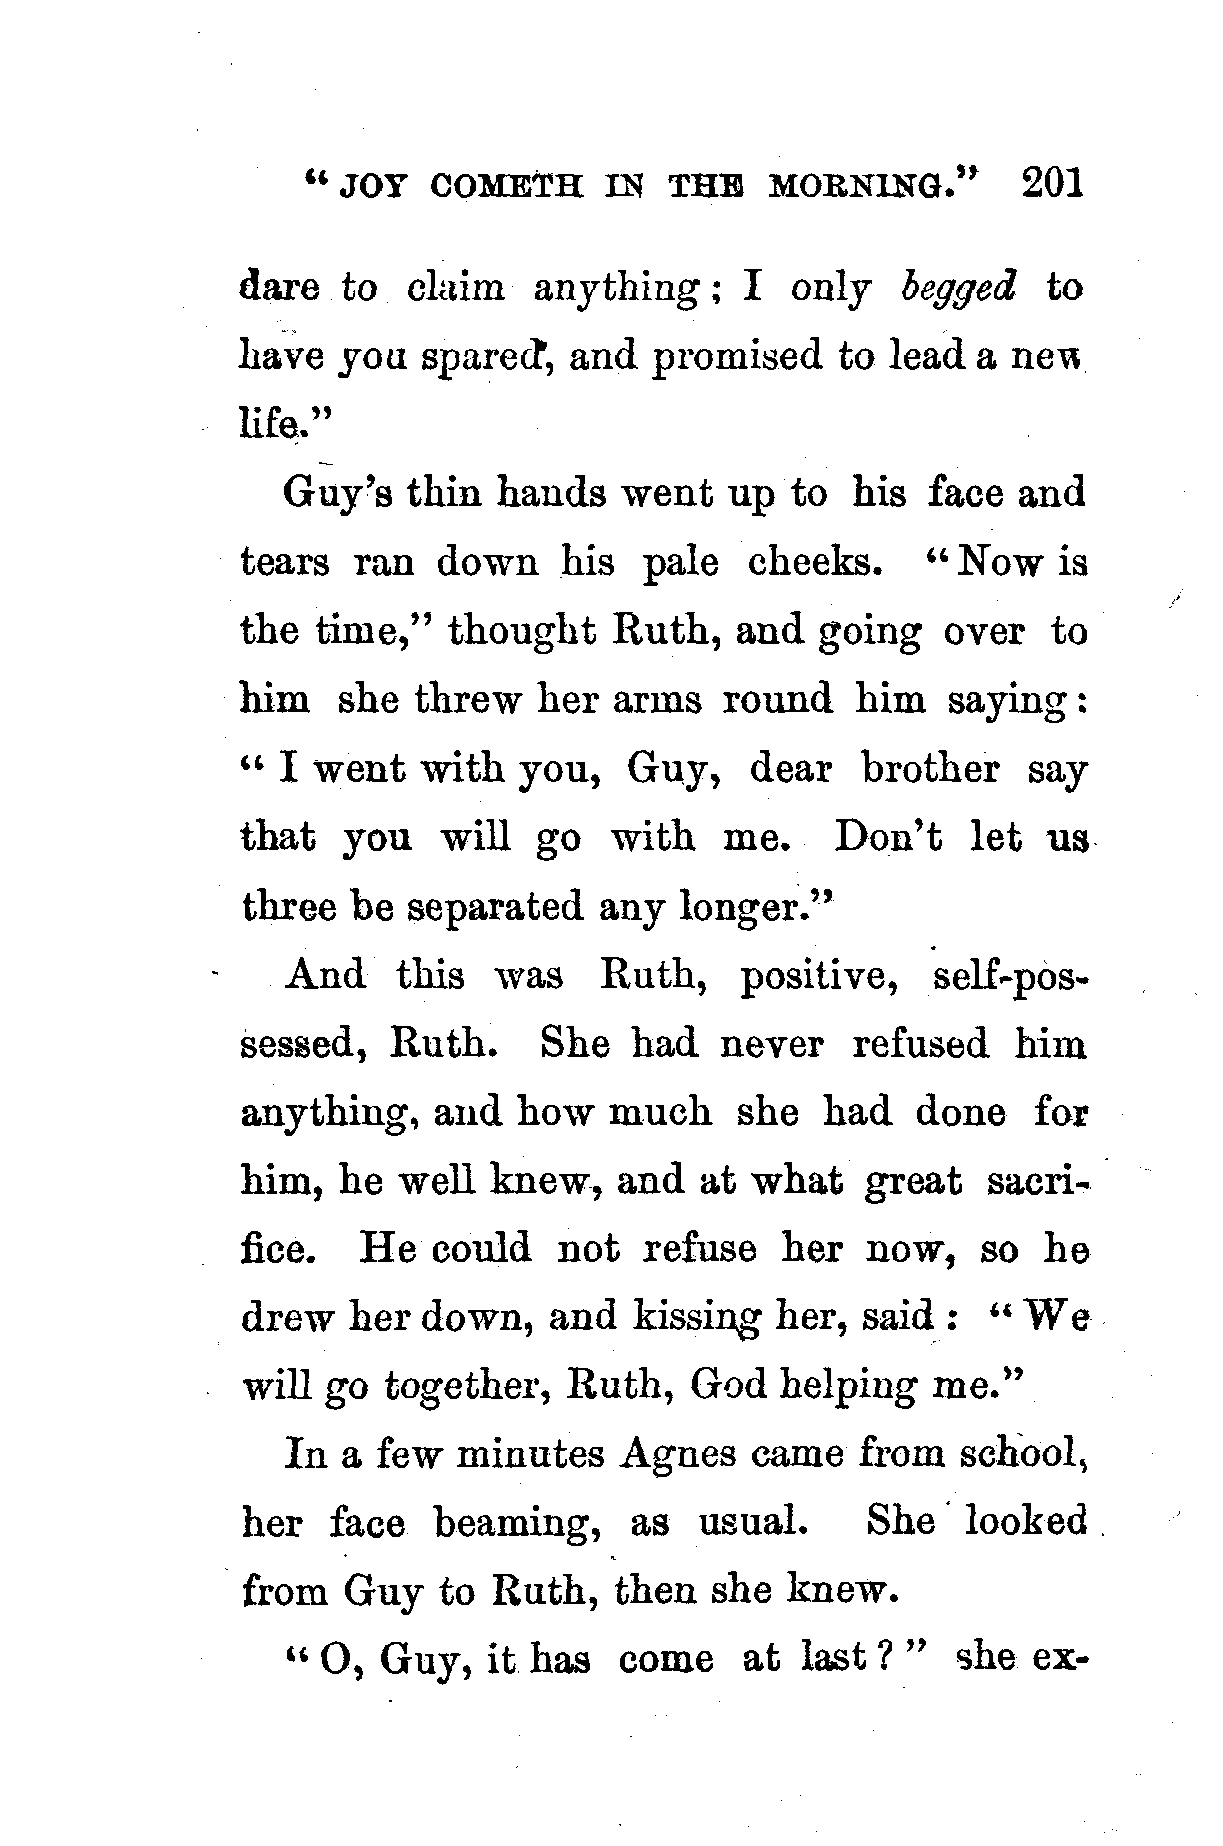 “ JOY COMETH IN THE MORNING.” 201
dare to claim anything ; I only begged to
have you spared, and promised to lead a new
life.”
Guy’s thin hands went up to his face and
tears ran down his pale cheeks. “ Now is
the time,” thought Ruth, and going over to
him she threw her arms round him saying :
“ I went with you, Guy, dear brother say
that you will go with me. Don’t let us
three be separated any longer.”
And this was Ruth, positive, self-pos-
sessed, Ruth. She had never refused him
anything, and how much she had done for
him, he well knew, and at what great sacri-
fice. He could not refuse her now, so he
drew her down, and kissing her, said : “ We
will go together, Ruth, God helping me.”
In a few minutes Agnes came from school,
her face beaming, as usual. She looked
from Guy to Ruth, then she knew.
“ O, Guy, it has come at last ? ” she ex-